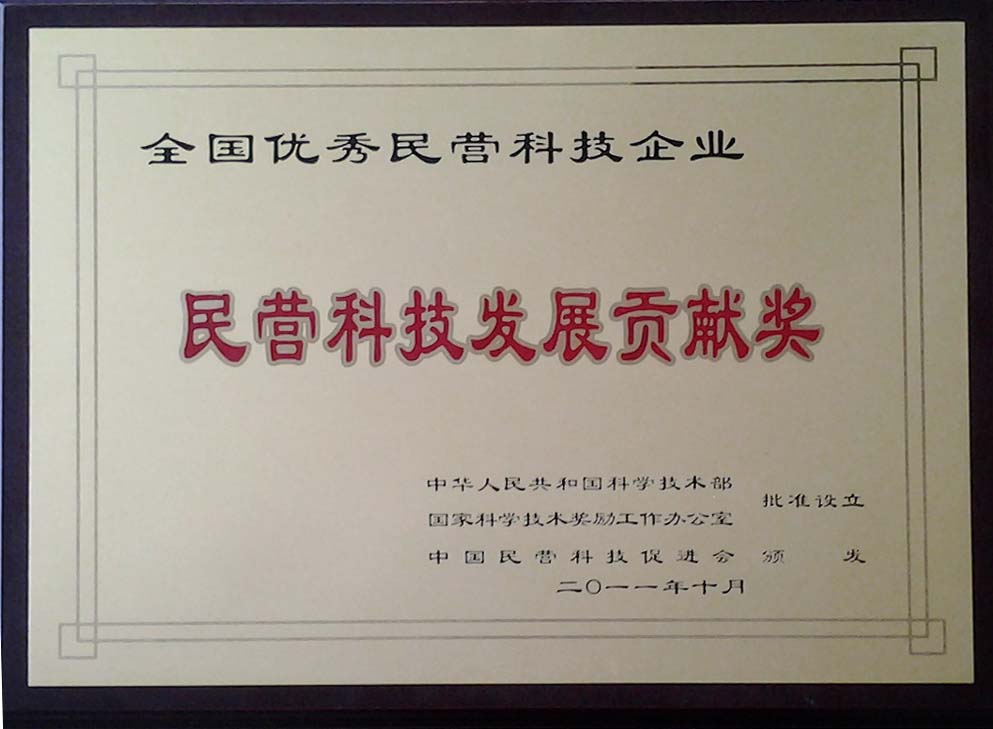 全国优秀民营科技企业
民营科技发展贡献奖
中华人民共和国科学技术部
国家科学技术奖励工作办公室
批准设立
中国民营科技促进会 颁发
二〇一一年十月